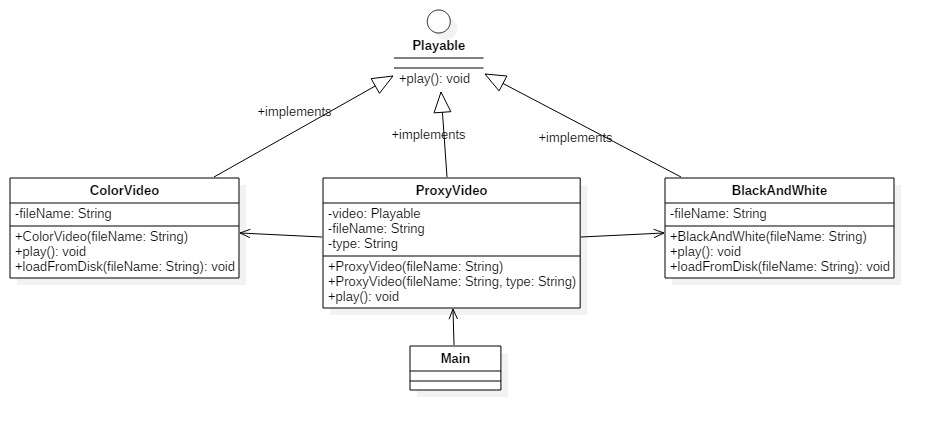 Playable
+play(): void
+implements
+implements
+implements
ColorVideo
-fileName: String
+ColorVideo(fileName: String)
+play(): void
+loadFromDisk(fileName: String): void
ProxyVideo
-video: Playable
-fileName: String
-type: String
+ProxyVideo(fileName: String)
+ProxyVideo(fileName: String, type: String)
+play(): void
BlackAndWhite
-fileName: String
+BlackAndWhite(fileName: String)
+play(): void
+loadFromDisk(fileName: String): void
Main